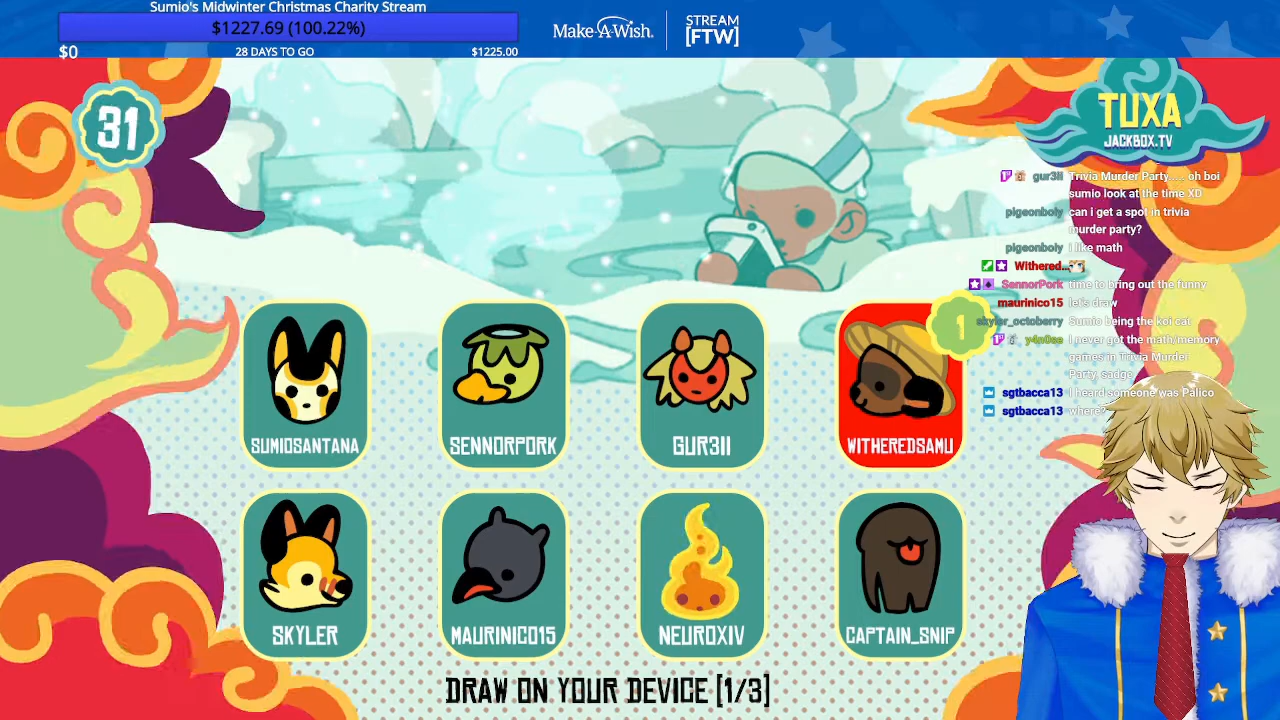 Sumio's Midwinter Christmas Charity Stream
$1227.69 (100.22%)
$0
28 DAYS TO GO
$1225.00
Make-A-Wish.
STREAM
[FTW]
31
TUXA
JACKBOX.TV
gur3ii Trivia Murder Party..... oh boi
sumio look at the time XD
pigeonboly can i get a spot in trivia
murder party?
pigeonboly i like math
Withered...
SennorPork time to bring out the funny
maurinico15 let's draw
skyler_octoberry Sumio being the koi cat
y4n0se I never got the math/memory
games in Trivia Murder
Party, sadge
sgtbacca13 I heard someone was Palico
sgtbacca13 where?
1
SUMIOSANTANA
SENNORPORK
GUR3II
WITHEREDSAMU
SKYLER
MAURINICO15
NEUROXIV
CAPTAIN_SNIP
DRAW ON YOUR DEVICE [1/3]